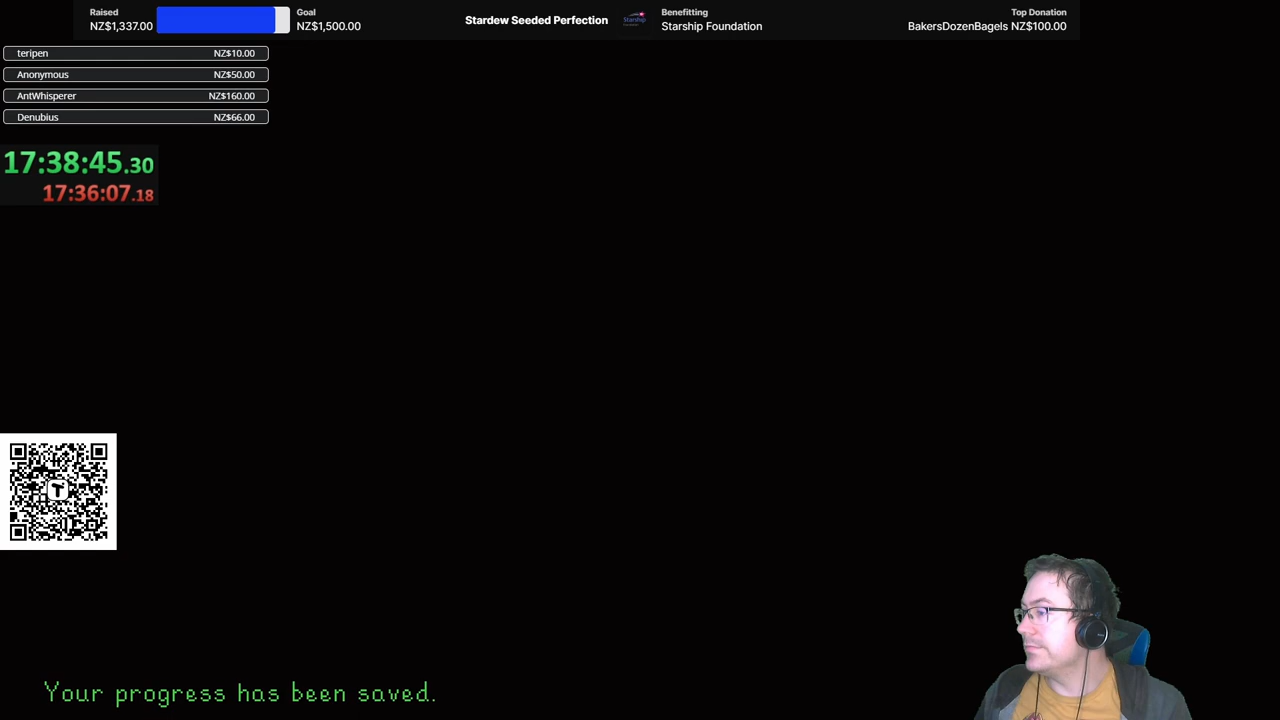 Raised
NZ$1,337.00
Goal
NZ$1,500.00
Stardew Seeded Perfection
Starship
Benefitting
Starship Foundation
Top Donation
BakersDozenBagels NZ$100.00
teripen NZ$10.00
Anonymous NZ$50.00
AntWhisperer NZ$160.00
Denubius NZ$66.00
17:38:45.30
17:36:07.18
T
Your progress has been saved.